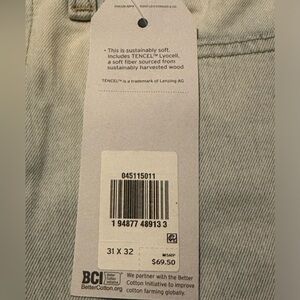 • This is sustainably soft.
Includes TENCEL™ Lyocell,
a soft fiber sourced from
sustainably harvested wood
TENCEL™ is a trademark of Lenzing AG
045115011
1 94877 48913 3
31 X 32
MSRP
$69.50
BCI
BetterCotton.org
We partner with the Better
Cotton Initiative to improve
cotton farming globally.